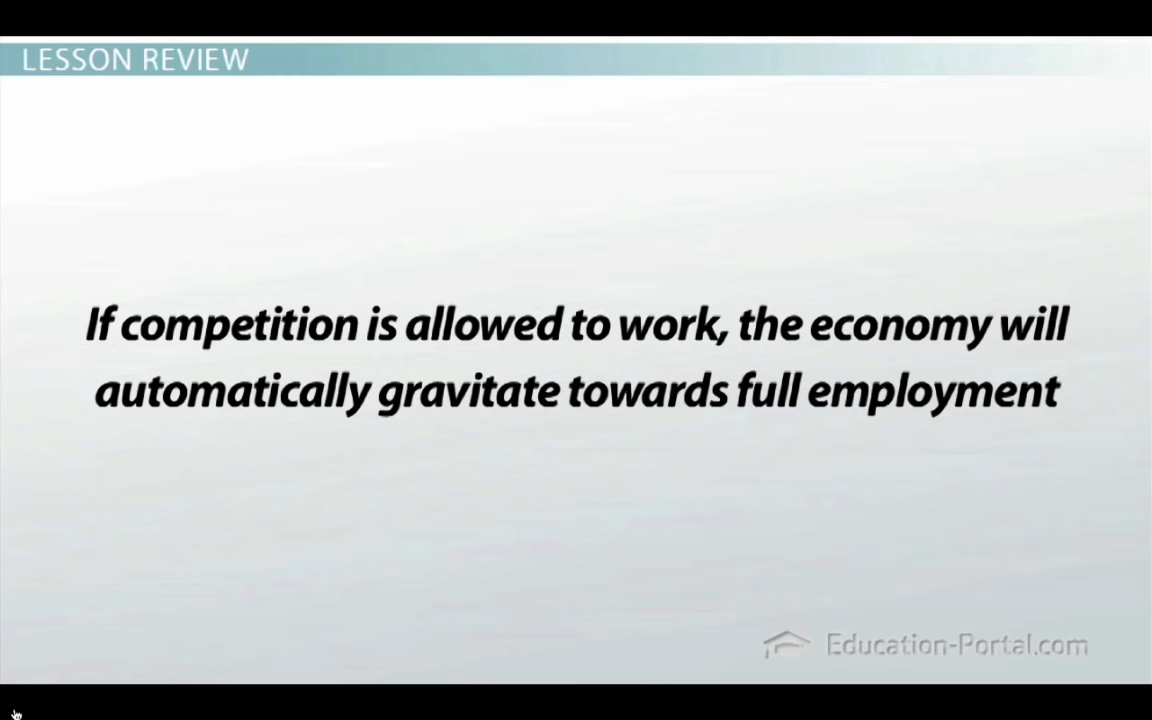 LESSON REVIEW
If competition is allowed to work, the economy will
automatically gravitate towards full employment
Education-Portal.com